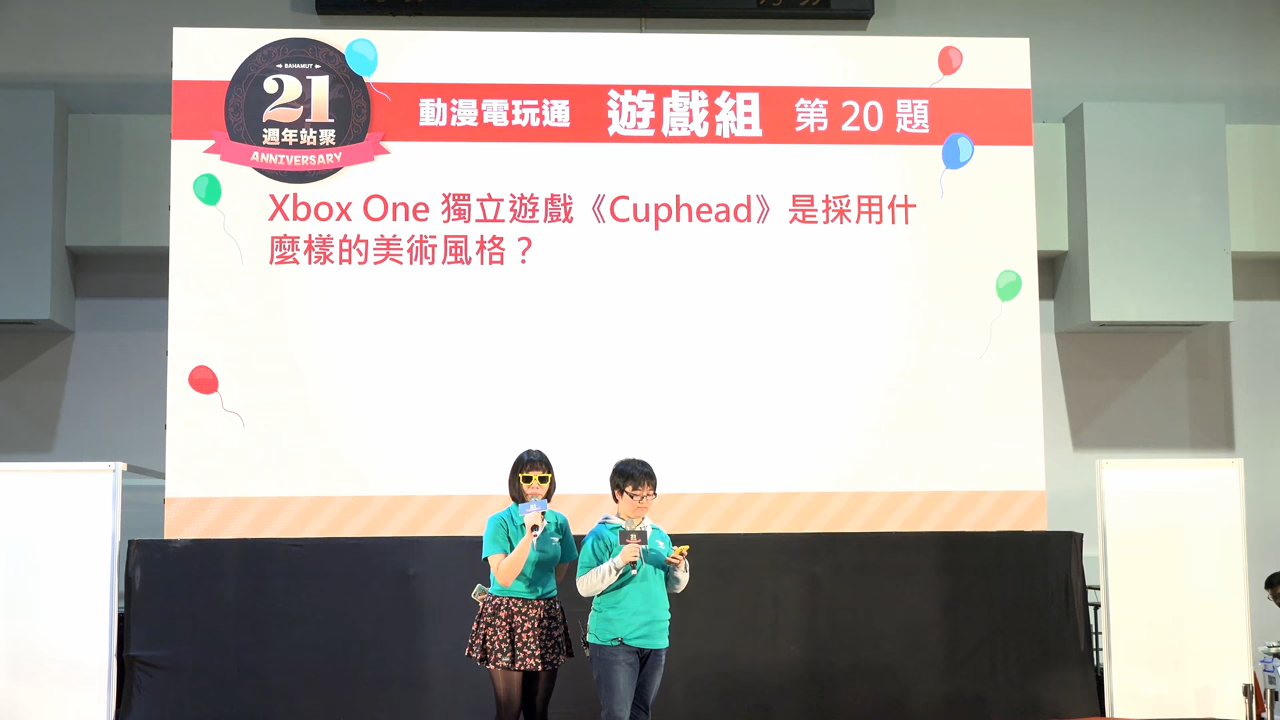 BAHAMUT
21
週年站聚
ANNIVERSARY
動漫電玩通 遊戲組 第 20 題
Xbox One 獨立遊戲《Cuphead》是採用什
麼樣的美術風格？